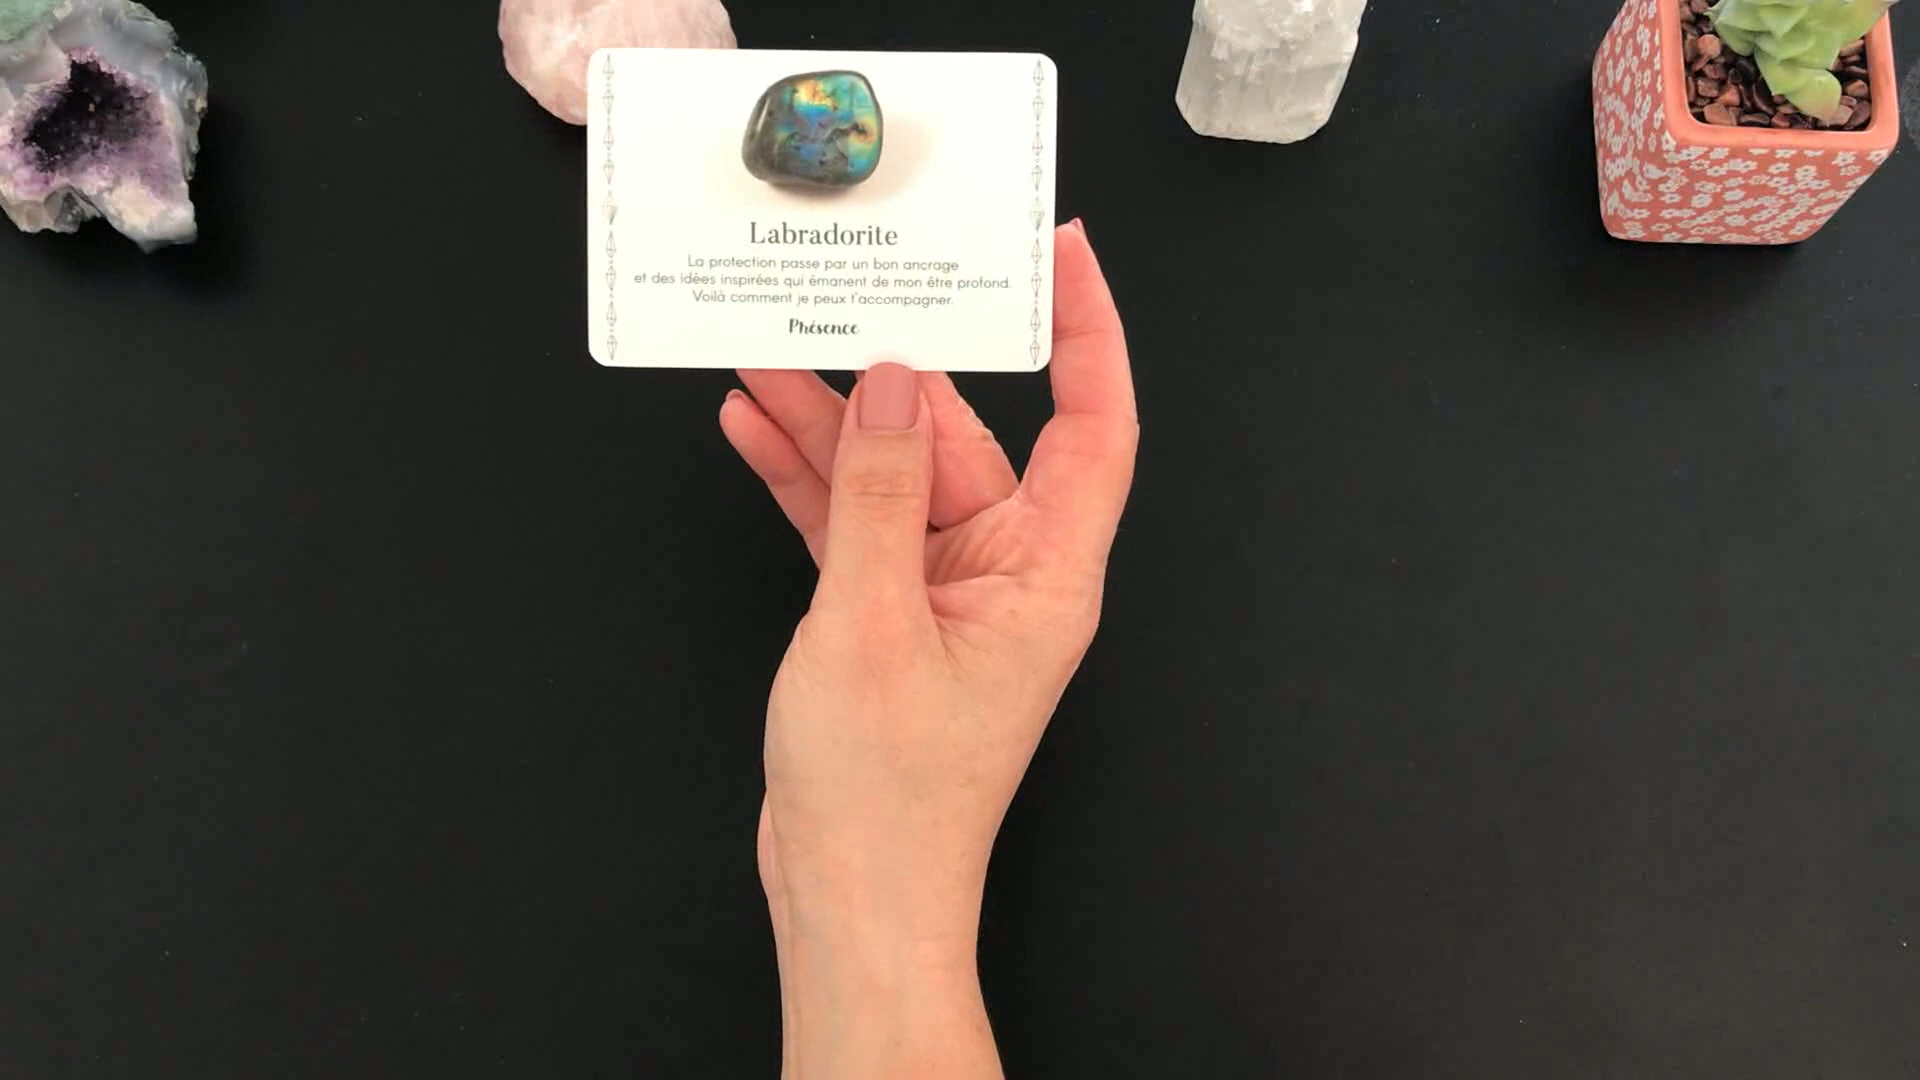 Labradorite
La protection passe par un bon ancrage
et des idées inspirées qui émanent de mon être profond.
Voilà comment je peux t'accompagner.
Présence